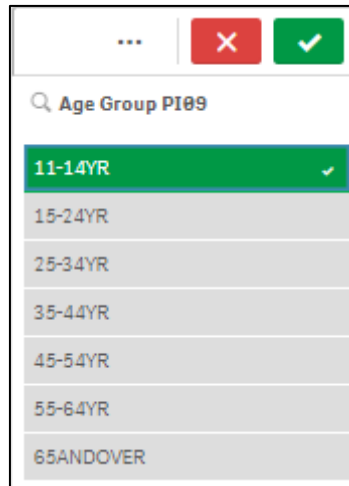 ...
Age Group PI09
11-14YR
15-24YR
25-34YR
35-44YR
45-54YR
55-64YR
65ANDOVER